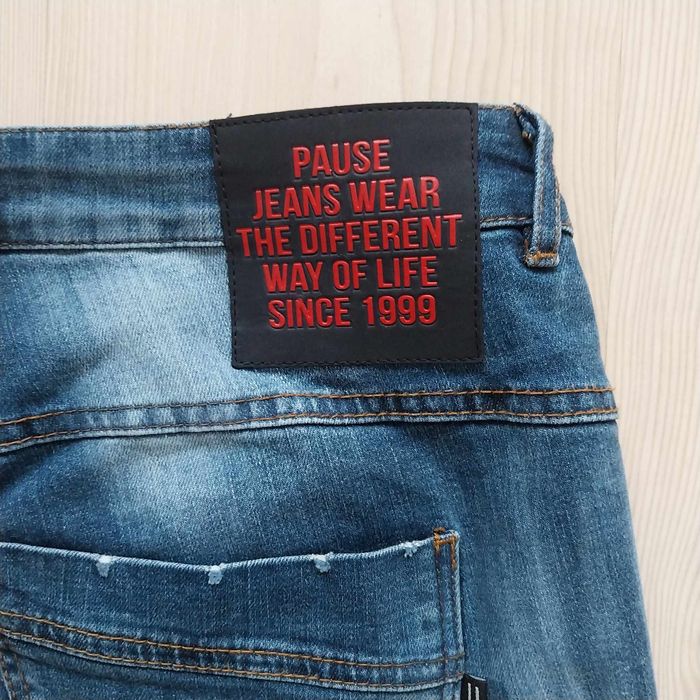 PAUSE
JEANS WEAR
THE DIFFERENT
WAY OF LIFE
SINCE 1999